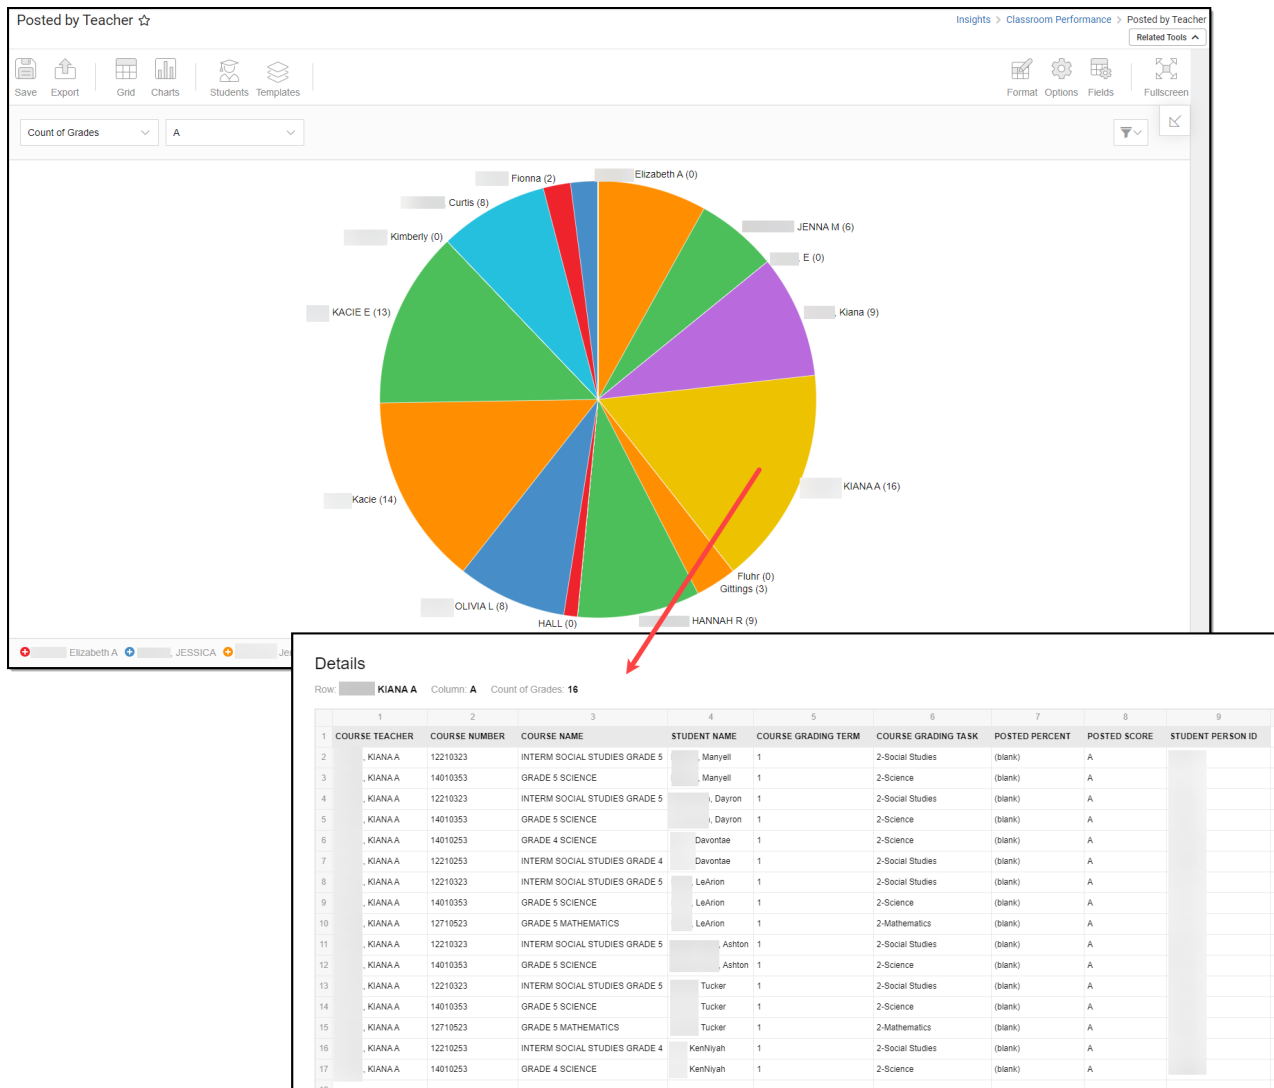 Posted by Teacher
Insights > Classroom Performance > Posted by Teacher
Related Tools
Save Export Grid Charts Students Templates Format Options Fields Fullscreen
Count of Grades A
Fionna (2)
Elizabeth A (0)
Curtis (8)
JENNA M (6)
Kimberly (0)
, E (0)
KACIE E (13)
, Kiana (9)
KIANA A (16)
Kacie (14)
Fluhr (0)
Gittings (3)
OLIVIA L (8)
HALL (0)
HANNAH R (9)
Elizabeth A , JESSICA Je
Details
Row: KIANA A Column: A Count of Grades: 16
1 2 3 4 5 6 7 8 9
1 COURSE TEACHER COURSE NUMBER COURSE NAME STUDENT NAME COURSE GRADING TERM COURSE GRADING TASK POSTED PERCENT POSTED SCORE STUDENT PERSON ID
2 , KIANA A 12210323 INTERM SOCIAL STUDIES GRADE 5 , Manyell 1 2-Social Studies (blank) A
3 , KIANA A 14010353 GRADE 5 SCIENCE , Manyell 1 2-Science (blank) A
4 , KIANA A 12210323 INTERM SOCIAL STUDIES GRADE 5 , Dayron 1 2-Social Studies (blank) A
5 , KIANA A 14010353 GRADE 5 SCIENCE , Dayron 1 2-Science (blank) A
6 , KIANA A 14010253 GRADE 4 SCIENCE Davontae 1 2-Science (blank) A
7 , KIANA A 12210253 INTERM SOCIAL STUDIES GRADE 4 Davontae 1 2-Social Studies (blank) A
8 , KIANA A 12210323 INTERM SOCIAL STUDIES GRADE 5 , LeArion 1 2-Social Studies (blank) A
9 , KIANA A 14010353 GRADE 5 SCIENCE , LeArion 1 2-Science (blank) A
10 , KIANA A 12710523 GRADE 5 MATHEMATICS , LeArion 1 2-Mathematics (blank) A
11 , KIANA A 12210323 INTERM SOCIAL STUDIES GRADE 5 , Ashton 1 2-Social Studies (blank) A
12 , KIANA A 14010353 GRADE 5 SCIENCE , Ashton 1 2-Science (blank) A
13 , KIANA A 12210323 INTERM SOCIAL STUDIES GRADE 5 Tucker 1 2-Social Studies (blank) A
14 , KIANA A 14010353 GRADE 5 SCIENCE Tucker 1 2-Science (blank) A
15 , KIANA A 12710523 GRADE 5 MATHEMATICS Tucker 1 2-Mathematics (blank) A
16 , KIANA A 12210253 INTERM SOCIAL STUDIES GRADE 4 KenNiyah 1 2-Social Studies (blank) A
17 , KIANA A 14010253 GRADE 4 SCIENCE KenNiyah 1 2-Science (blank) A